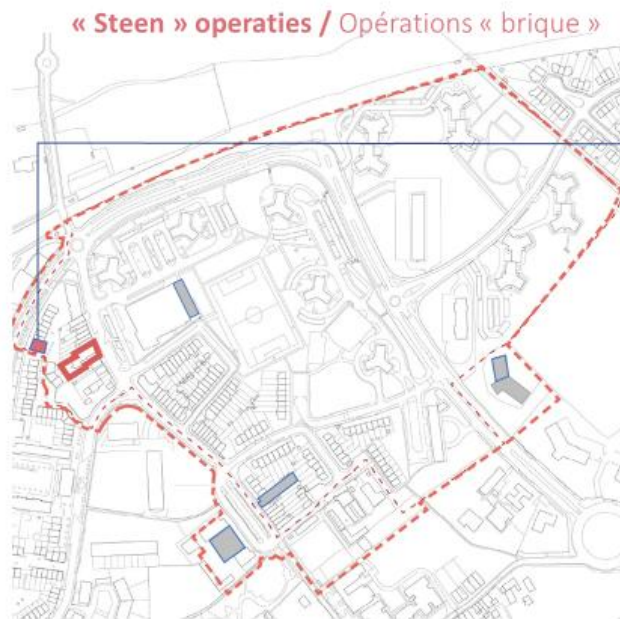 « Steen » operaties / Opérations « brique »